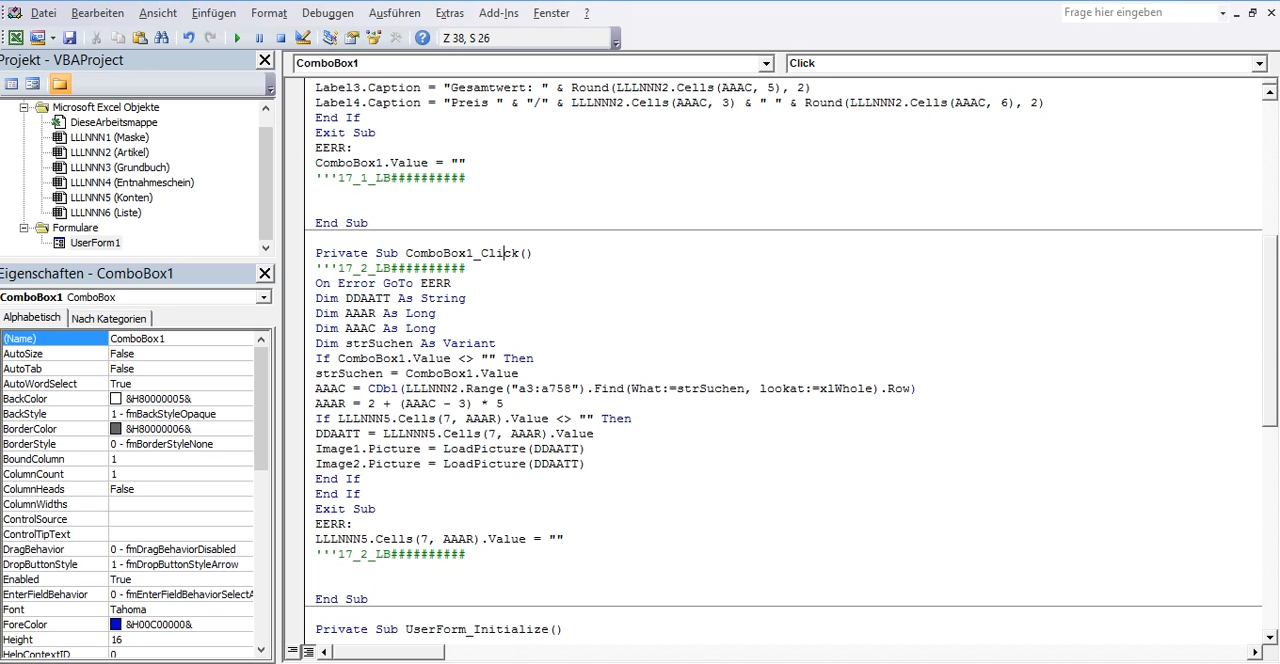 Datei Bearbeiten Ansicht Einfügen Format Debuggen Ausführen Extras Add-Ins Fenster ? Frage hier eingeben
Z 38, S 26
Projekt - VBAProject
Microsoft Excel Objekte
DieseArbeitsmappe
LLLNNN1 (Maske)
LLLNNN2 (Artikel)
LLLNNN3 (Grundbuch)
LLLNNN4 (Entnahmeschein)
LLLNNN5 (Konten)
LLLNNN6 (Liste)
Formulare
UserForm1
Eigenschaften - ComboBox1
ComboBox1 ComboBox
Alphabetisch Nach Kategorien
(Name) ComboBox1
AutoSize False
AutoTab False
AutoWordSelect True
BackColor &H80000005&
BackStyle 1 - fmBackStyleOpaque
BorderColor &H80000006&
BorderStyle 0 - fmBorderStyleNone
BoundColumn 1
ColumnCount 1
ColumnHeads False
ColumnWidths
ControlSource
ControlTipText
DragBehavior 0 - fmDragBehaviorDisabled
DropButtonStyle 1 - fmDropButtonStyleArrow
Enabled True
EnterFieldBehavior 0 - fmEnterFieldBehaviorSelectA
Font Tahoma
ForeColor &H00C00000&
Height 16
HelpContextID 0
ComboBox1 Click
Label3.Caption = "Gesamtwert: " & Round(LLLNNN2.Cells(AAAC, 5), 2)
Label4.Caption = "Preis " & "/" & LLLNNN2.Cells(AAAC, 3) & " " & Round(LLLNNN2.Cells(AAAC, 6), 2)
End If
Exit Sub
EERR:
ComboBox1.Value = ""
'''17_1_LB##########
End Sub
Private Sub ComboBox1_Click()
'''17_2_LB##########
On Error GoTo EERR
Dim DDAATT As String
Dim AAAR As Long
Dim AAAC As Long
Dim strSuchen As Variant
If ComboBox1.Value <> "" Then
strSuchen = ComboBox1.Value
AAAC = CDbl(LLLNNN2.Range("a3:a758").Find(What:=strSuchen, lookat:=xlWhole).Row)
AAAR = 2 + (AAAC - 3) * 5
If LLLNNN5.Cells(7, AAAR).Value <> "" Then
DDAATT = LLLNNN5.Cells(7, AAAR).Value
Image1.Picture = LoadPicture(DDAATT)
Image2.Picture = LoadPicture(DDAATT)
End If
End If
Exit Sub
EERR:
LLLNNN5.Cells(7, AAAR).Value = ""
'''17_2_LB##########
End Sub
Private Sub UserForm_Initialize()